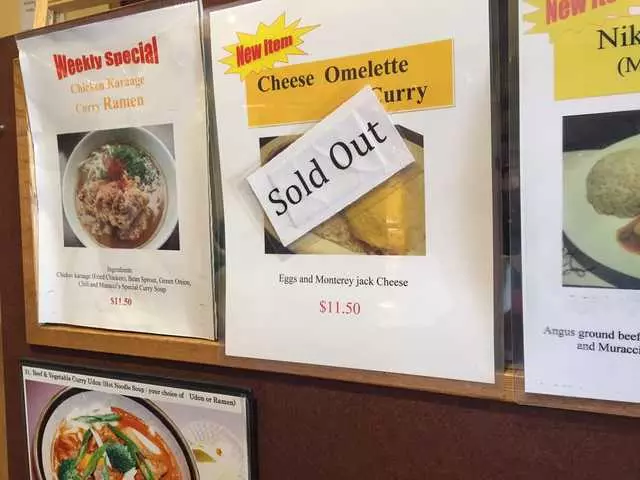 Weekly Special
Chicken Karaage
Curry Ramen
Ingredients
Chicken karaage (Fried Chicken), Bean Sprout, Green Onion,
Chili and Muracci's Special Curry Soup
$11.50
New Item
Cheese Omelette
Curry
Sold Out
Eggs and Monterey jack Cheese
$11.50
New Item
Nik
(M
Angus ground beef
and Muracci
11. Beef & Vegetable Curry Udon (Hot Noodle Soup / your choice of Udon or Ramen)